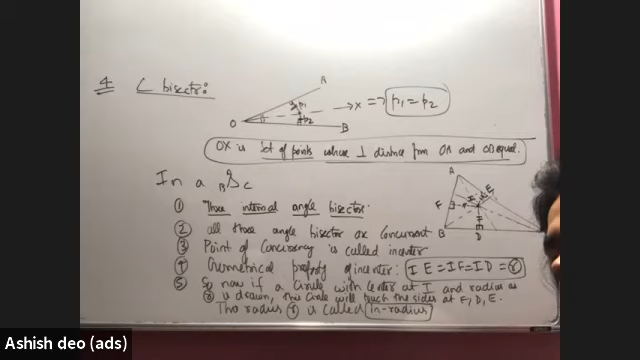 4 ∠ bisector:
A
p1
p2
O
B
→ x ⇒ p1 = p2
OX is set of points whose ⊥ distance from OA and OB equal.
In a Δ
B C
① Three internal angle bisector.
② all three angle bisector are concurrent
③ Point of concurrency is called incenter
④ Geometrical property of incenter: IE = IF = ID = r
⑤ So now if a circle with center at I and radius as
r is drawn, this circle will touch the sides at F, D, E.
This radius r is called in-radius
A
E
F
I
B
D
Ashish deo (ads)